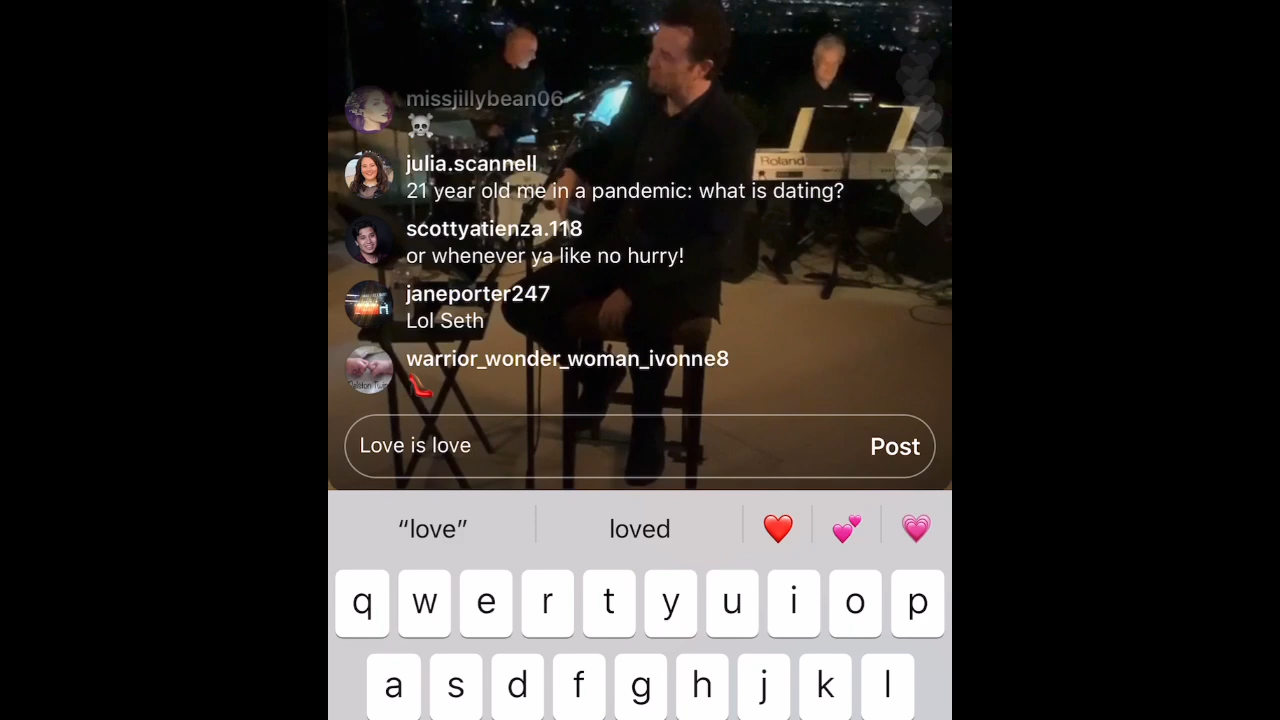 missjillybean06
☠️
julia.scannell
21 year old me in a pandemic: what is dating?
scottyatienza.118
or whenever ya like no hurry!
janeporter247
Lol Seth
warrior_wonder_woman_ivonne8
👠
Love is love
Post
Roland
“love”
loved
❤️ 💕 💗
q w e r t y u i o p
a s d f g h j k l